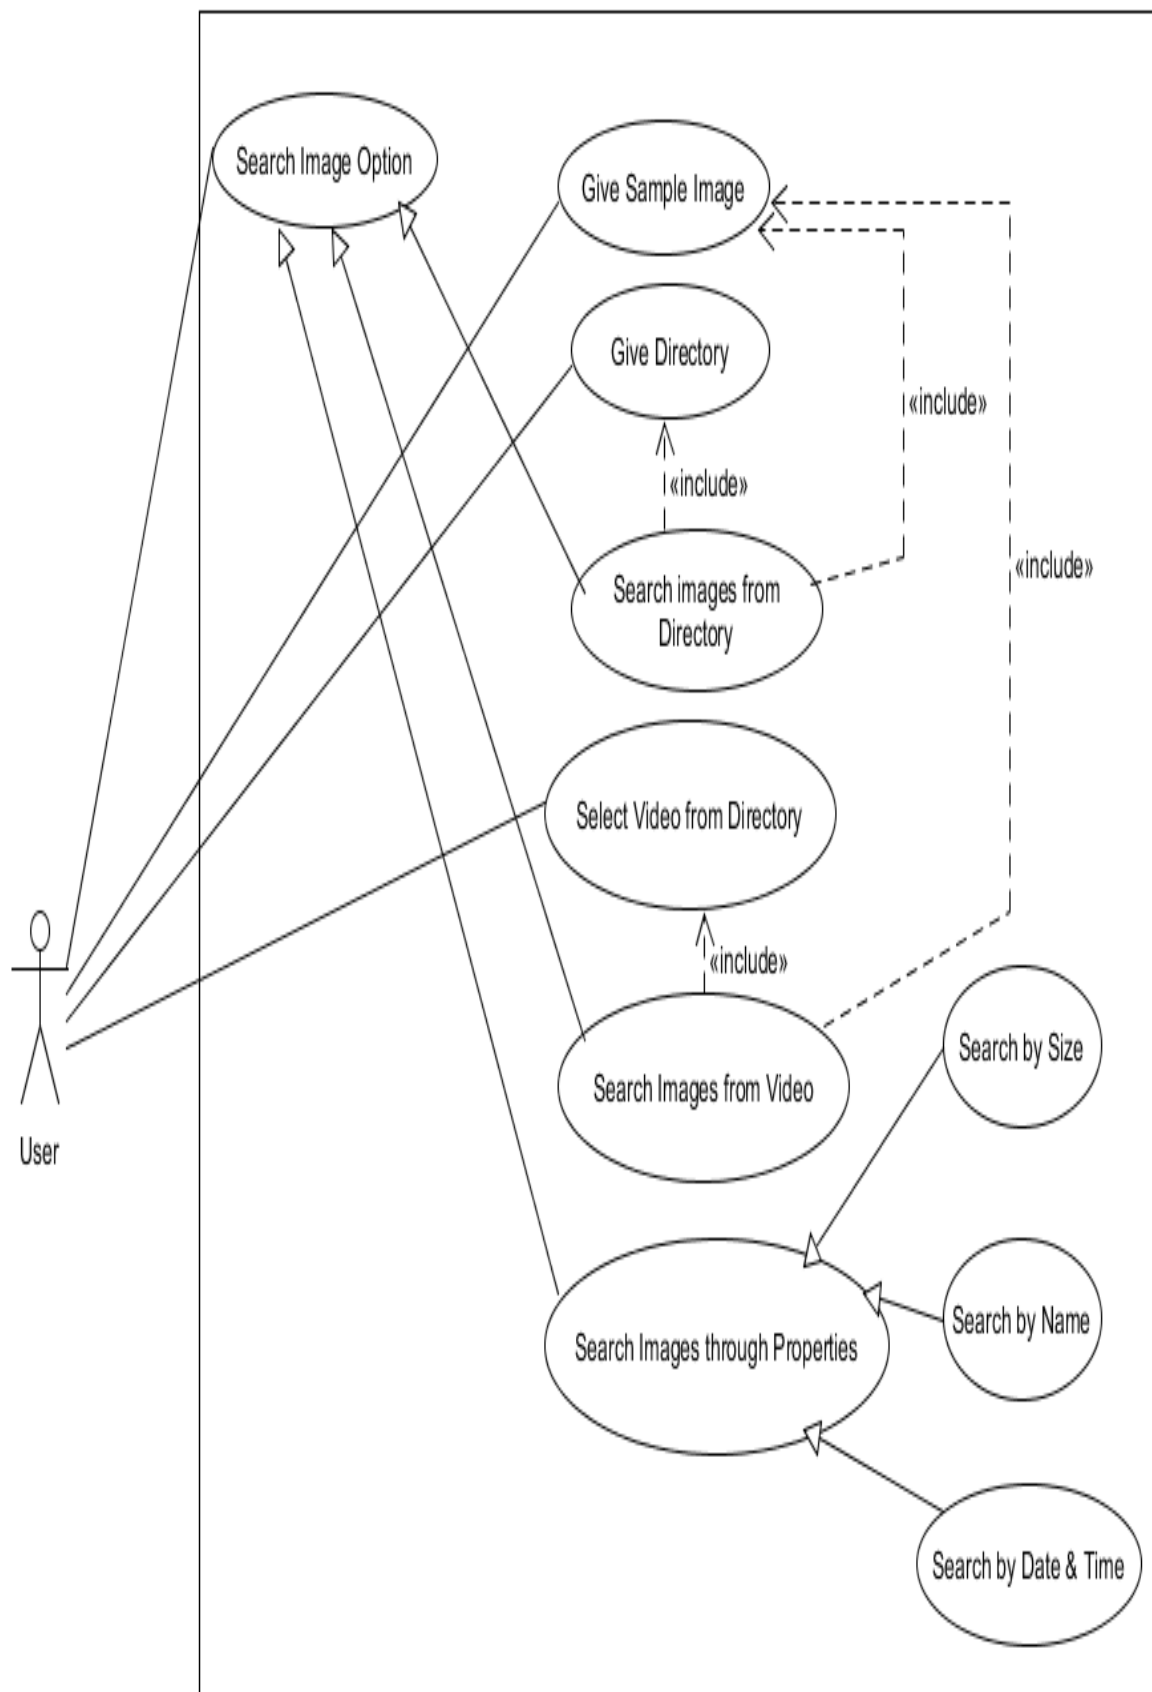 Search Image Option
Give Sample Image
Give Directory
«include»
«include»
Search images from
Directory
«include»
Select Video from Directory
«include»
Search Images from Video
Search by Size
User
Search by Name
Search Images through Properties
Search by Date & Time